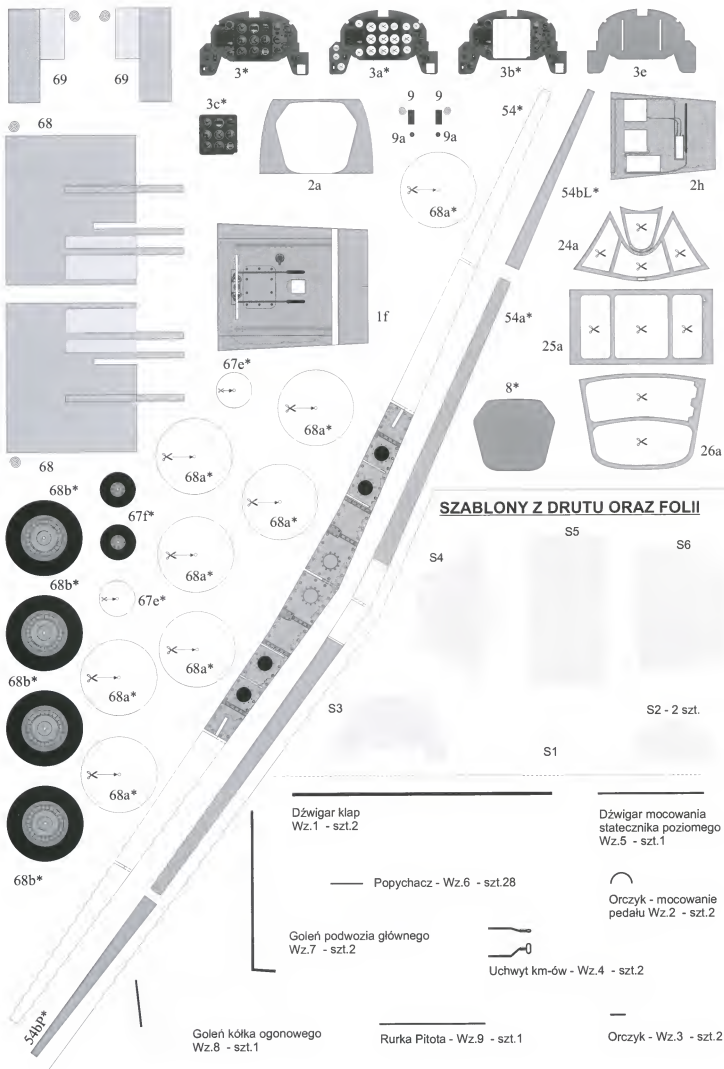 69
69
3*
3a*
3b*
3e
68
3c*
2a
9
9
9a
9a
54*
68a*
54bL*
2h
24a
1f
54a*
25a
67e*
68a*
8*
26a
68
68a*
68a*
68b*
67f*
68a*
68b*
67e*
68a*
68a*
68b*
68a*
68b*
54bP*
SZABLONY Z DRUTU ORAZ FOLII
S4
S5
S6
S3
S2 - 2 szt.
S1
Dźwigar klap
Wz.1 - szt.2
Dźwigar mocowania
statecznika poziomego
Wz.5 - szt.1
Popychacz - Wz.6 - szt.28
Orczyk - mocowanie
pedału Wz.2 - szt.2
Goleń podwozia głównego
Wz.7 - szt.2
Uchwyt km-ów - Wz.4 - szt.2
Goleń kółka ogonowego
Wz.8 - szt.1
Rurka Pitota - Wz.9 - szt.1
Orczyk - Wz.3 - szt.2